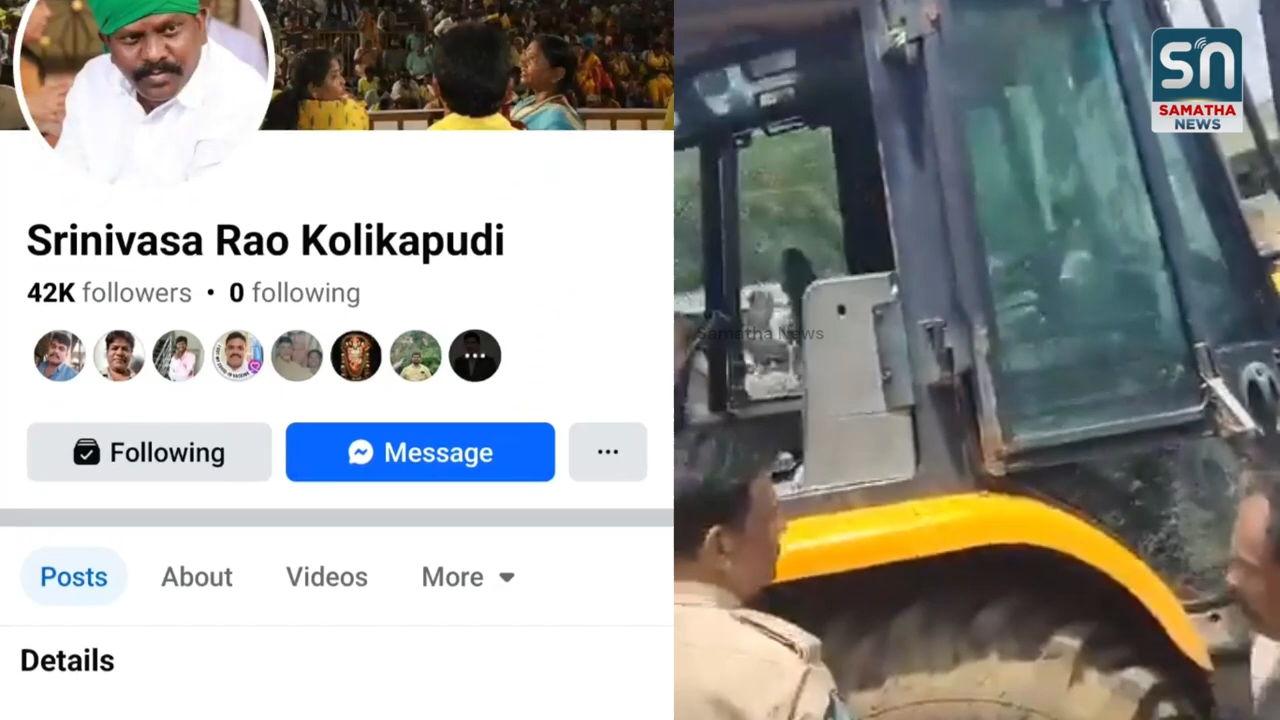 Srinivasa Rao Kolikapudi
42K followers • 0 following
Following
Message
Posts
About
Videos
More
Details
SN
SAMATHA
NEWS
Samatha News